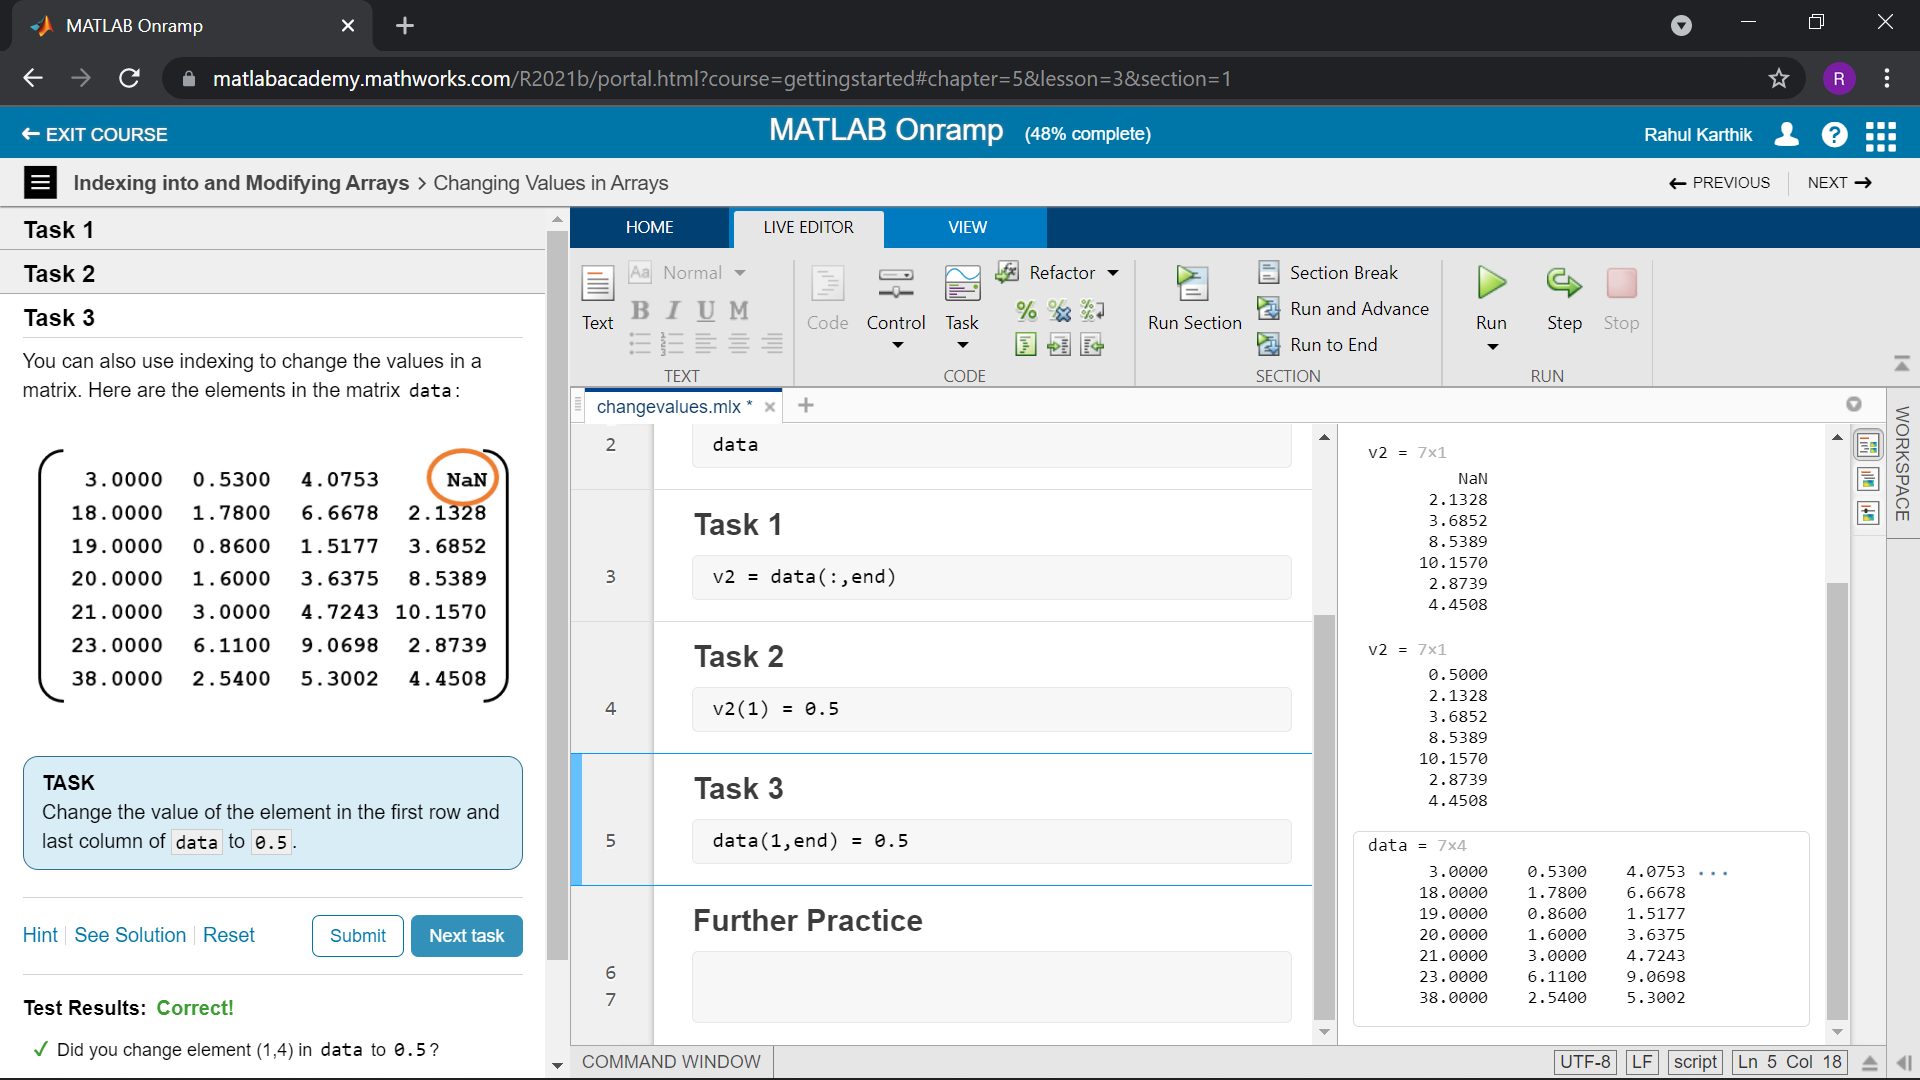 MATLAB Onramp
matlabacademy.mathworks.com/R2021b/portal.html?course=gettingstarted#chapter=5&lesson=3&section=1
R
EXIT COURSE
MATLAB Onramp (48% complete)
Rahul Karthik
?
Indexing into and Modifying Arrays > Changing Values in Arrays
PREVIOUS
NEXT
Task 1
Task 2
Task 3
You can also use indexing to change the values in a
matrix. Here are the elements in the matrix data:
3.0000 0.5300 4.0753 NaN
18.0000 1.7800 6.6678 2.1328
19.0000 0.8600 1.5177 3.6852
20.0000 1.6000 3.6375 8.5389
21.0000 3.0000 4.7243 10.1570
23.0000 6.1100 9.0698 2.8739
38.0000 2.5400 5.3002 4.4508
TASK
Change the value of the element in the first row and
last column of data to 0.5.
Hint
See Solution
Reset
Submit
Next task
Test Results: Correct!
✓ Did you change element (1,4) in data to 0.5?
HOME
LIVE EDITOR
VIEW
Text
Aa Normal
B I U M
TEXT
Code
Control
Task
Refactor
CODE
Run Section
Section Break
Run and Advance
Run to End
SECTION
Run
Step
Stop
RUN
changevalues.mlx *
2 data
Task 1
3 v2 = data(:,end)
Task 2
4 v2(1) = 0.5
Task 3
5 data(1,end) = 0.5
Further Practice
6
7
v2 = 7×1
NaN
2.1328
3.6852
8.5389
10.1570
2.8739
4.4508
v2 = 7×1
0.5000
2.1328
3.6852
8.5389
10.1570
2.8739
4.4508
data = 7×4
3.0000 0.5300 4.0753 ...
18.0000 1.7800 6.6678
19.0000 0.8600 1.5177
20.0000 1.6000 3.6375
21.0000 3.0000 4.7243
23.0000 6.1100 9.0698
38.0000 2.5400 5.3002
WORKSPACE
COMMAND WINDOW
UTF-8
LF
script
Ln 5 Col 18